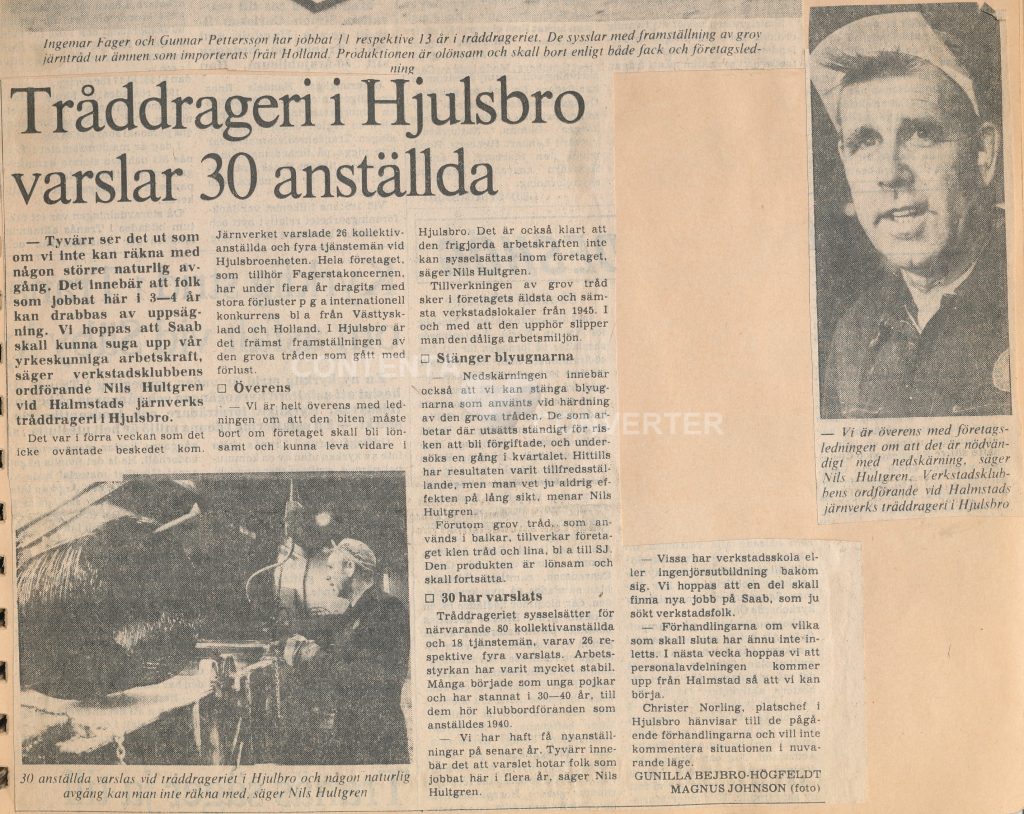 Ingemar Fager och Gunnar Pettersson har jobbat 11 respektive 13 år i tråddrageriet. De sysslar med framställning av grov
järntråd ur ämnen som importerats från Holland. Produktionen är olönsam och skall bort enligt både fack och företagsled-
ning
Tråddrageri i Hjulsbro
varslar 30 anställda
— Tyvärr ser det ut som
om vi inte kan räkna med
någon större naturlig av-
gång. Det innebär att folk
som jobbat här i 3—4 år
kan drabbas av uppsäg-
ning. Vi hoppas att Saab
skall kunna suga upp vår
yrkeskunniga arbetskraft,
säger verkstadsklubbens
ordförande Nils Hultgren
vid Halmstads järnverks
tråddrageri i Hjulsbro.
Det var i förra veckan som det
icke oväntade beskedet kom.
Järnverket varslade 26 kollektiv-
anställda och fyra tjänstemän vid
Hjulsbroenheten. Hela företaget,
som tillhör Fagerstakoncernen,
har under flera år dragits med
stora förluster p g a internationell
konkurrens bl a från Västtysk-
kland och Holland. I Hjulsbro är
det främst framställningen av
den grova tråden som gått med
förlust.
□ Överens
— Vi är helt överens med led-
ningen om att den biten måste
bort om företaget skall bli lön-
samt och kunna leva vidare i
Hjulsbro. Det är också klart att
den frigjorda arbetskraften inte
kan sysselsättas inom företaget,
säger Nils Hultgren.
Tillverkningen av grov tråd
sker i företagets äldsta och sämsta
verkstadslokaler från 1945. I
och med att den upphör slipper
man den dåliga arbetsmiljön.
□ Stänger blyugnarna
— Nedskärningen innebär
också att vi kan stänga blyug-
narna som använts vid härdning
av den grova tråden. De som ar-
betar där utsätts ständigt för ris-
ken att bli förgiftade, och under-
söks en gång i kvartalet. Hittills
har resultaten varit tillfredsstäl-
lande, men man vet ju aldrig ef-
fekten på lång sikt, menar Nils
Hultgren.
Förutom grov tråd, som an-
vänds i balkar, tillverkar företa-
get klen tråd och lina, bl a till SJ.
Den produkten är lönsam och
skall fortsätta.
□ 30 har varslats
Tråddrageriet sysselsätter för
närvarande 80 kollektivanställda
och 18 tjänstemän, varav 26 re-
spektive fyra varslats. Arbets-
styrkan har varit mycket stabil.
Många började som unga pojkar
och har stannat i 30—40 år, till
dem hör klubbordföranden som
anställdes 1940.
— Vi har haft få nyanställ-
ningar på senare år. Tyvärr inne-
bär det att varslet hotar folk som
jobbat här i flera år, säger Nils
Hultgren.
— Vissa har verkstadsskola el-
ler ingenjörsutbildning bakom
sig. Vi hoppas att en del skall
finna nya jobb på Saab, som ju
sökt verkstadsfolk.
— Förhandlingarna om vilka
som skall sluta har ännu inte in-
letts. I nästa vecka hoppas vi att
personalavdelningen kommer
upp från Halmstad så att vi kan
börja.
Christer Norling, platschef i
Hjulsbro hänvisar till de pågå-
ende förhandlingarna och vill inte
kommentera situationen i nuva-
rande läge.
GUNILLA BEJBRO-HÖGFELDT
MAGNUS JOHNSON (foto)
30 anställda varslas vid tråddrageriet i Hjulbro och någon naturlig
avgång kan man inte räkna med, säger Nils Hultgren
— Vi är överens med företags-
ledningen om att det är nödvän-
digt med nedskärning, säger
Nils Hultgren. Verkstadsklub-
bens ordförande vid Halmstads
järnverks tråddrageri i Hjulsbro